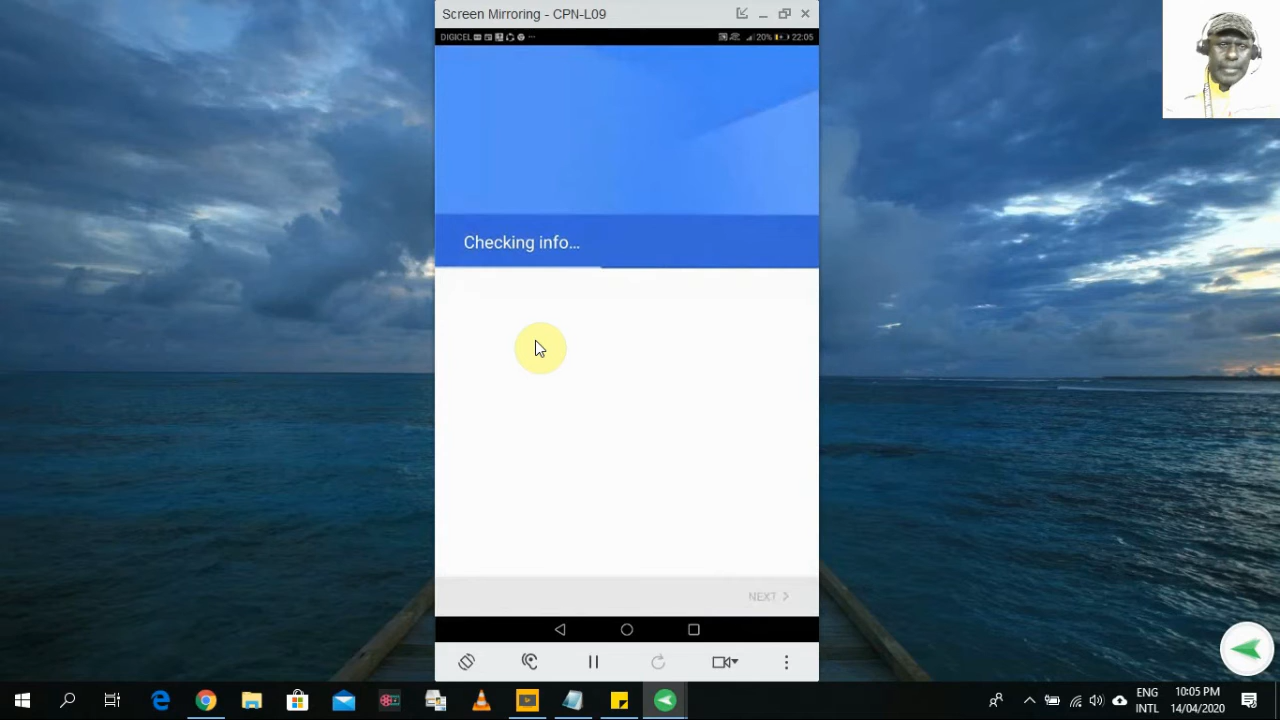 Screen Mirroring - CPN-L09
DIGICEL
20%
22:05
Checking info...
NEXT
ENG
INTL
10:05 PM
14/04/2020